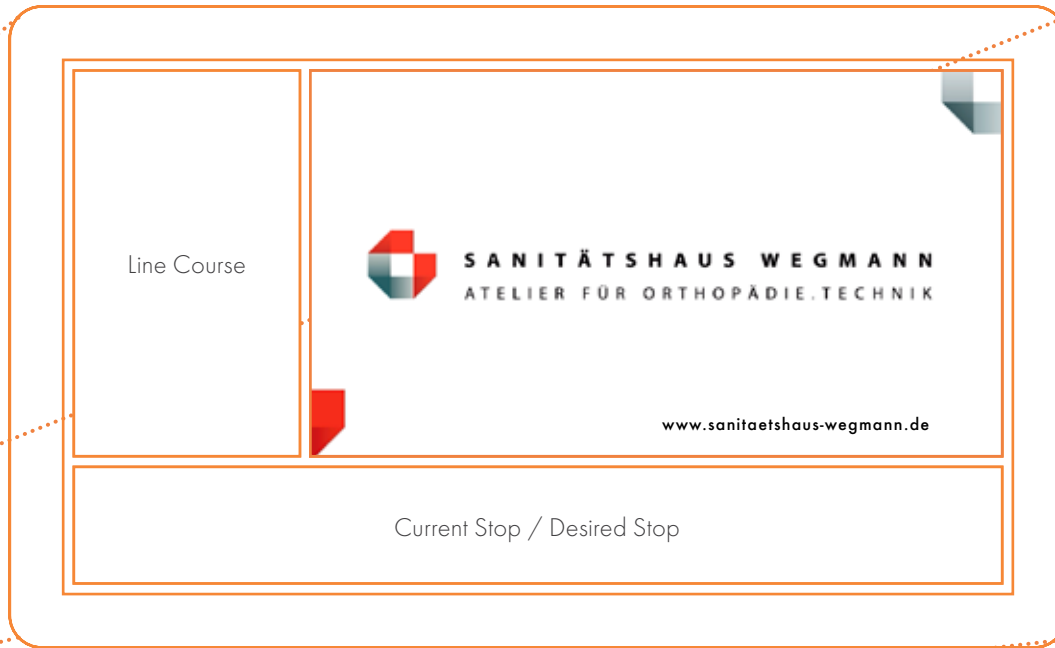 Line Course
SANITÄTSHAUS WEGMANN
ATELIER FÜR ORTHOPÄDIE.TECHNIK
www.sanitaetshaus-wegmann.de
Current Stop / Desired Stop